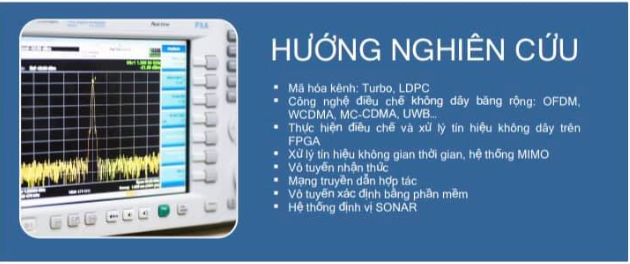 HƯỚNG NGHIÊN CỨU
Mã hóa kênh: Turbo, LDPC
Công nghệ điều chế không dây băng rộng: OFDM,
WCDMA, MC-CDMA, UWB...
Thực hiện điều chế và xử lý tín hiệu không dây trên
FPGA
Xử lý tín hiệu không gian thời gian, hệ thống MIMO
Vô tuyến nhận thức
Mạng truyền dẫn hợp tác
Vô tuyến xác định bằng phần mềm
Hệ thống định vị SONAR